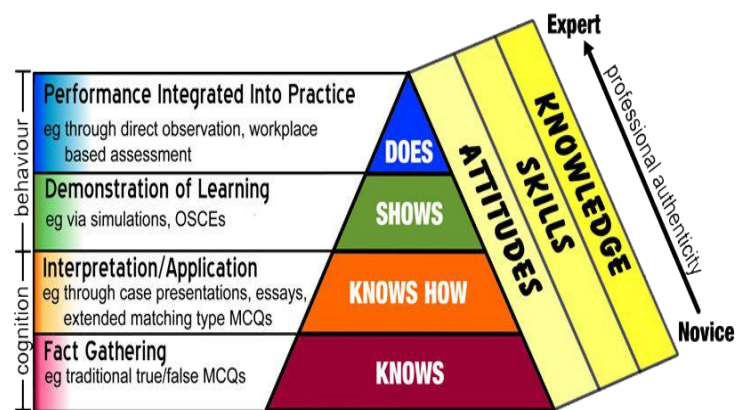 Expert
professional authenticity
Novice
KNOWLEDGE
SKILLS
ATTITUDES
behaviour
Performance Integrated Into Practice
eg through direct observation, workplace
based assessment
DOES
Demonstration of Learning
eg via simulations, OSCEs
SHOWS
cognition
Interpretation/Application
eg through case presentations, essays,
extended matching type MCQs
KNOWS HOW
Fact Gathering
eg traditional true/false MCQs
KNOWS